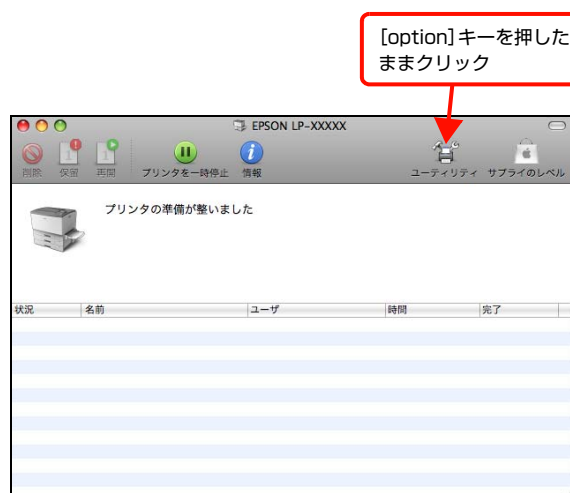 [option]キーを押した
ままクリック
EPSON LP-XXXXX
削除 保留 再開 プリンタを一時停止 情報 ユーティリティ サプライのレベル
プリンタの準備が整いました
状況 名前 ユーザ 時間 完了